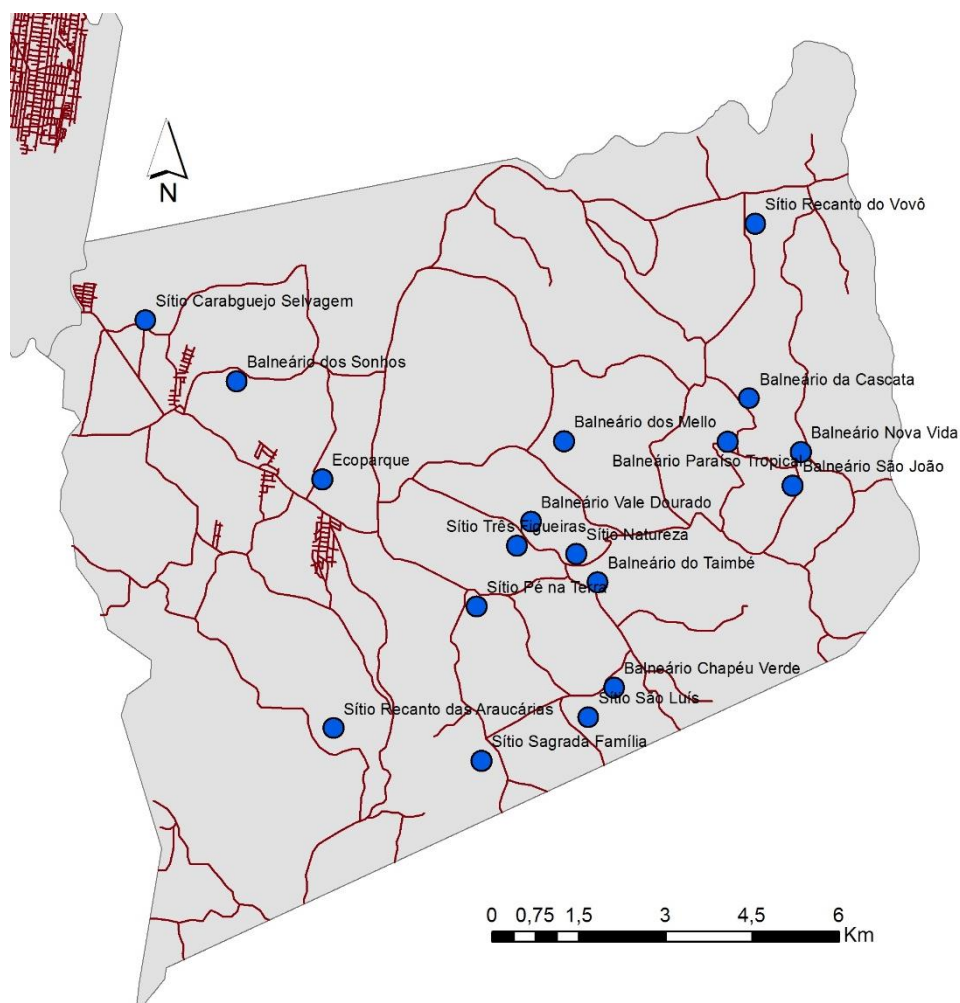 N
Sítio Recanto do Vovô
Sítio Carabguejo Selvagem
Balneário dos Sonhos
Balneário da Cascata
Balneário dos Mello
Balneário Nova Vida
Balneário Paraíso Tropical
Balneário São João
Ecoparque
Balneário Vale Dourado
Sítio Três Figueiras
Sítio Natureza
Balneário do Taimbé
Sítio Pé na Terra
Balneário Chapéu Verde
Sítio São Luís
Sítio Recanto das Araucárias
Sítio Sagrada Família
0 0,75 1,5 3 4,5 6
Km